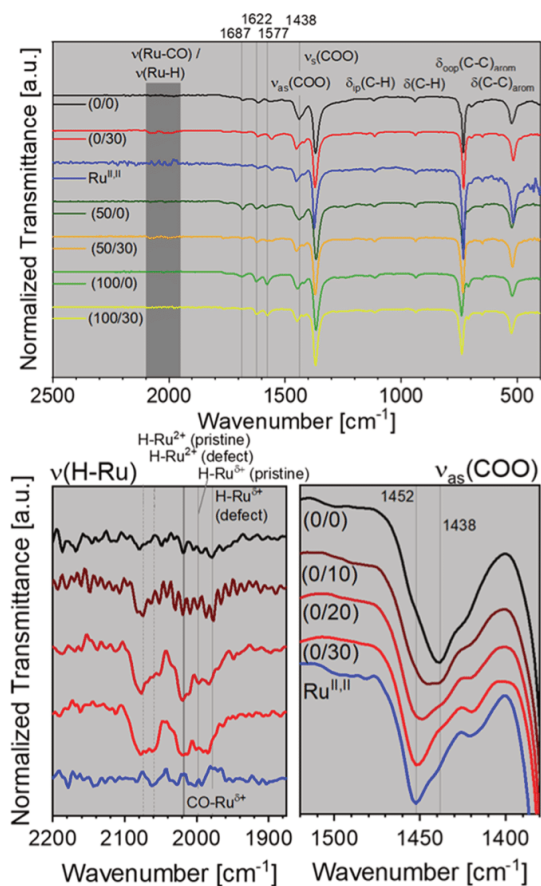 1622
1687 1577 1438
ν(Ru-CO) /
ν(Ru-H)
νs(COO)
νas(COO)
δip(C-H)
δ(C-H)
δoop(C-C)arom
δ(C-C)arom
(0/0)
(0/30)
RuII,II
(50/0)
(50/30)
(100/0)
(100/30)
Normalized Transmittance [a.u.]
2500 2000 1500 1000 500
Wavenumber [cm-1]
H-Ru2+ (pristine)
H-Ru2+ (defect)
ν(H-Ru)
H-Ruδ+ (pristine)
H-Ruδ+
(defect)
CO-Ruδ+
Normalized Transmittance [a.u.]
2200 2100 2000 1900
Wavenumber [cm-1]
νas(COO)
1452
1438
(0/0)
(0/10)
(0/20)
(0/30)
RuII,II
1500 1450 1400
Wavenumber [cm-1]